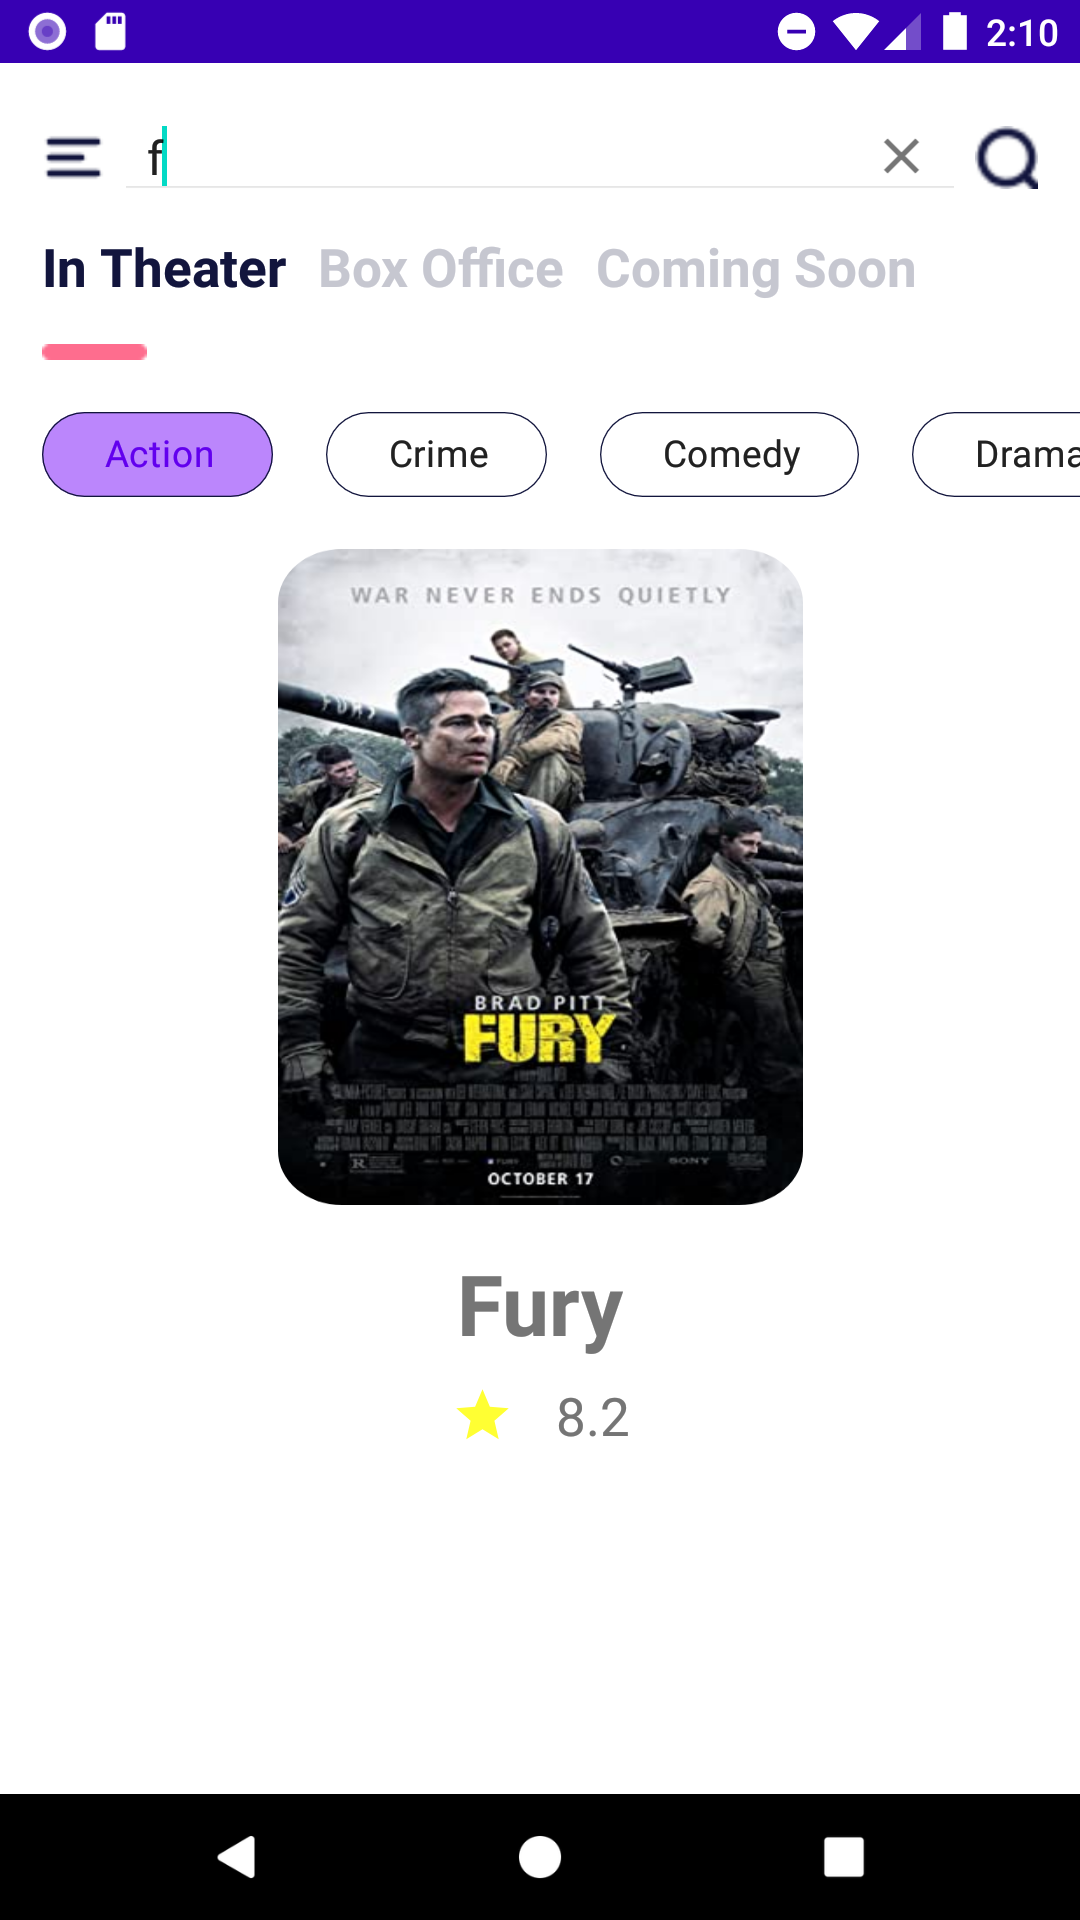 2:10
f
In Theater Box Office Coming Soon
Action Crime Comedy Drama
WAR NEVER ENDS QUIETLY
FURY
BRAD PITT
FURY
R
SONY
OCTOBER 17
Fury
8.2